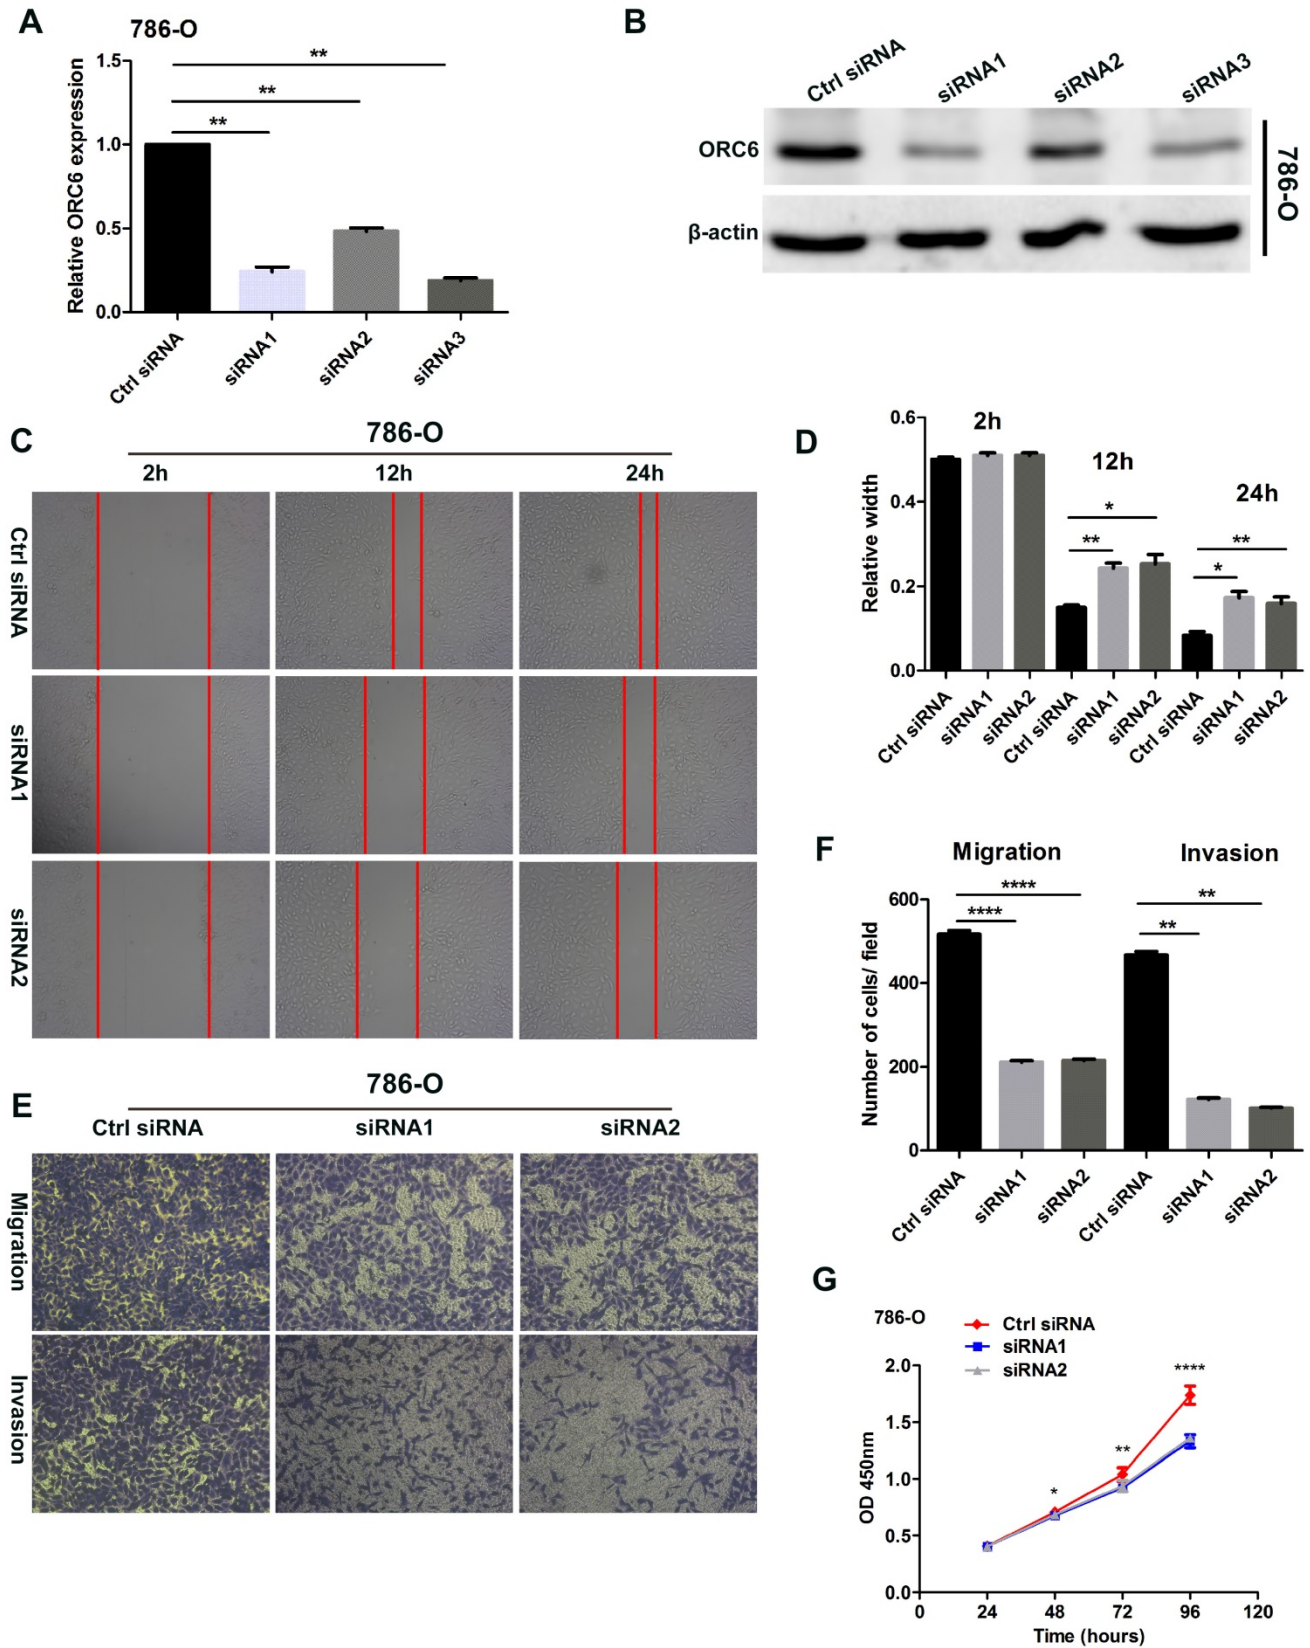 A
786-O
**
**
**
Relative ORC6 expression
1.5
1.0
0.5
0.0
Ctrl siRNA
siRNA1
siRNA2
siRNA3
B
Ctrl siRNA
siRNA1
siRNA2
siRNA3
ORC6
β-actin
786-O
C
786-O
2h
12h
24h
Ctrl siRNA
siRNA1
siRNA2
D
Relative width
0.6
0.4
0.2
0.0
2h
12h
24h
*
**
**
*
Ctrl siRNA
siRNA1
siRNA2
Ctrl siRNA
siRNA1
siRNA2
Ctrl siRNA
siRNA1
siRNA2
E
786-O
Ctrl siRNA
siRNA1
siRNA2
Migration
Invasion
F
Migration
Invasion
****
****
**
**
Number of cells/ field
600
400
200
0
Ctrl siRNA
siRNA1
siRNA2
Ctrl siRNA
siRNA1
siRNA2
G
786-O
Ctrl siRNA
siRNA1
siRNA2
OD 450nm
2.0
1.5
1.0
0.5
0.0
*
**
****
0
24
48
72
96
120
Time (hours)